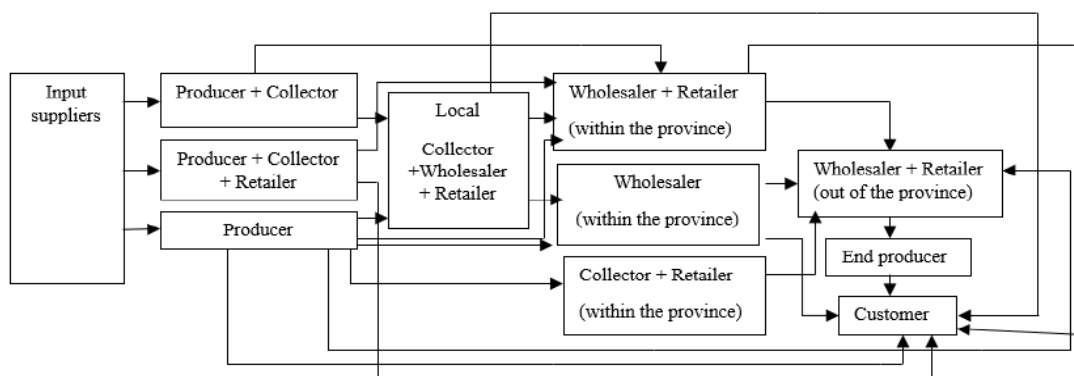 Input
suppliers
Producer + Collector
Producer + Collector
+ Retailer
Producer
Local
Collector
+Wholesaler
+ Retailer
Wholesaler + Retailer
(within the province)
Wholesaler
(within the province)
Collector + Retailer
(within the province)
Wholesaler + Retailer
(out of the province)
End producer
Customer